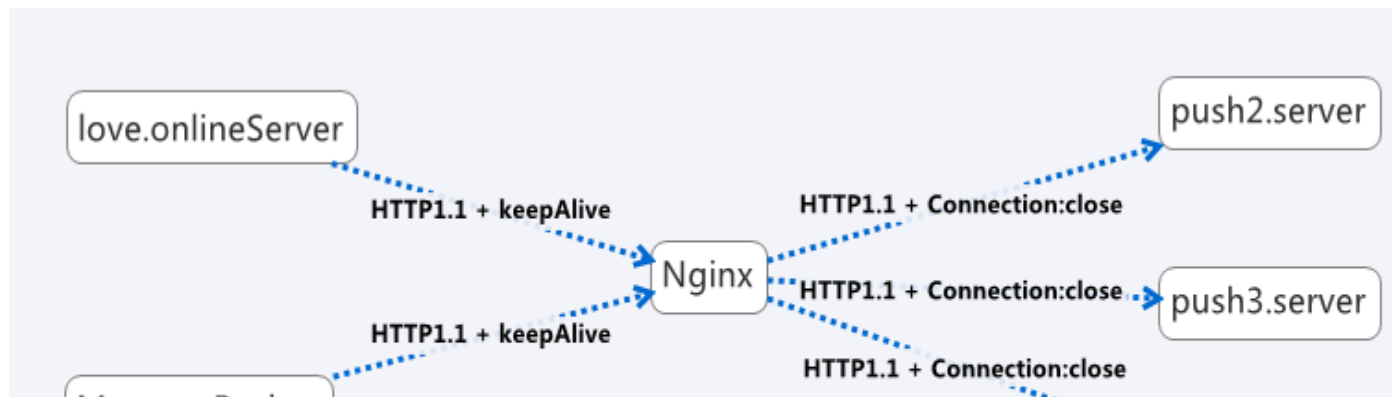 love.onlineServer
push2.server
HTTP1.1 + keepAlive
HTTP1.1 + Connection:close
Nginx
HTTP1.1 + Connection:close
push3.server
HTTP1.1 + keepAlive
HTTP1.1 + Connection:close